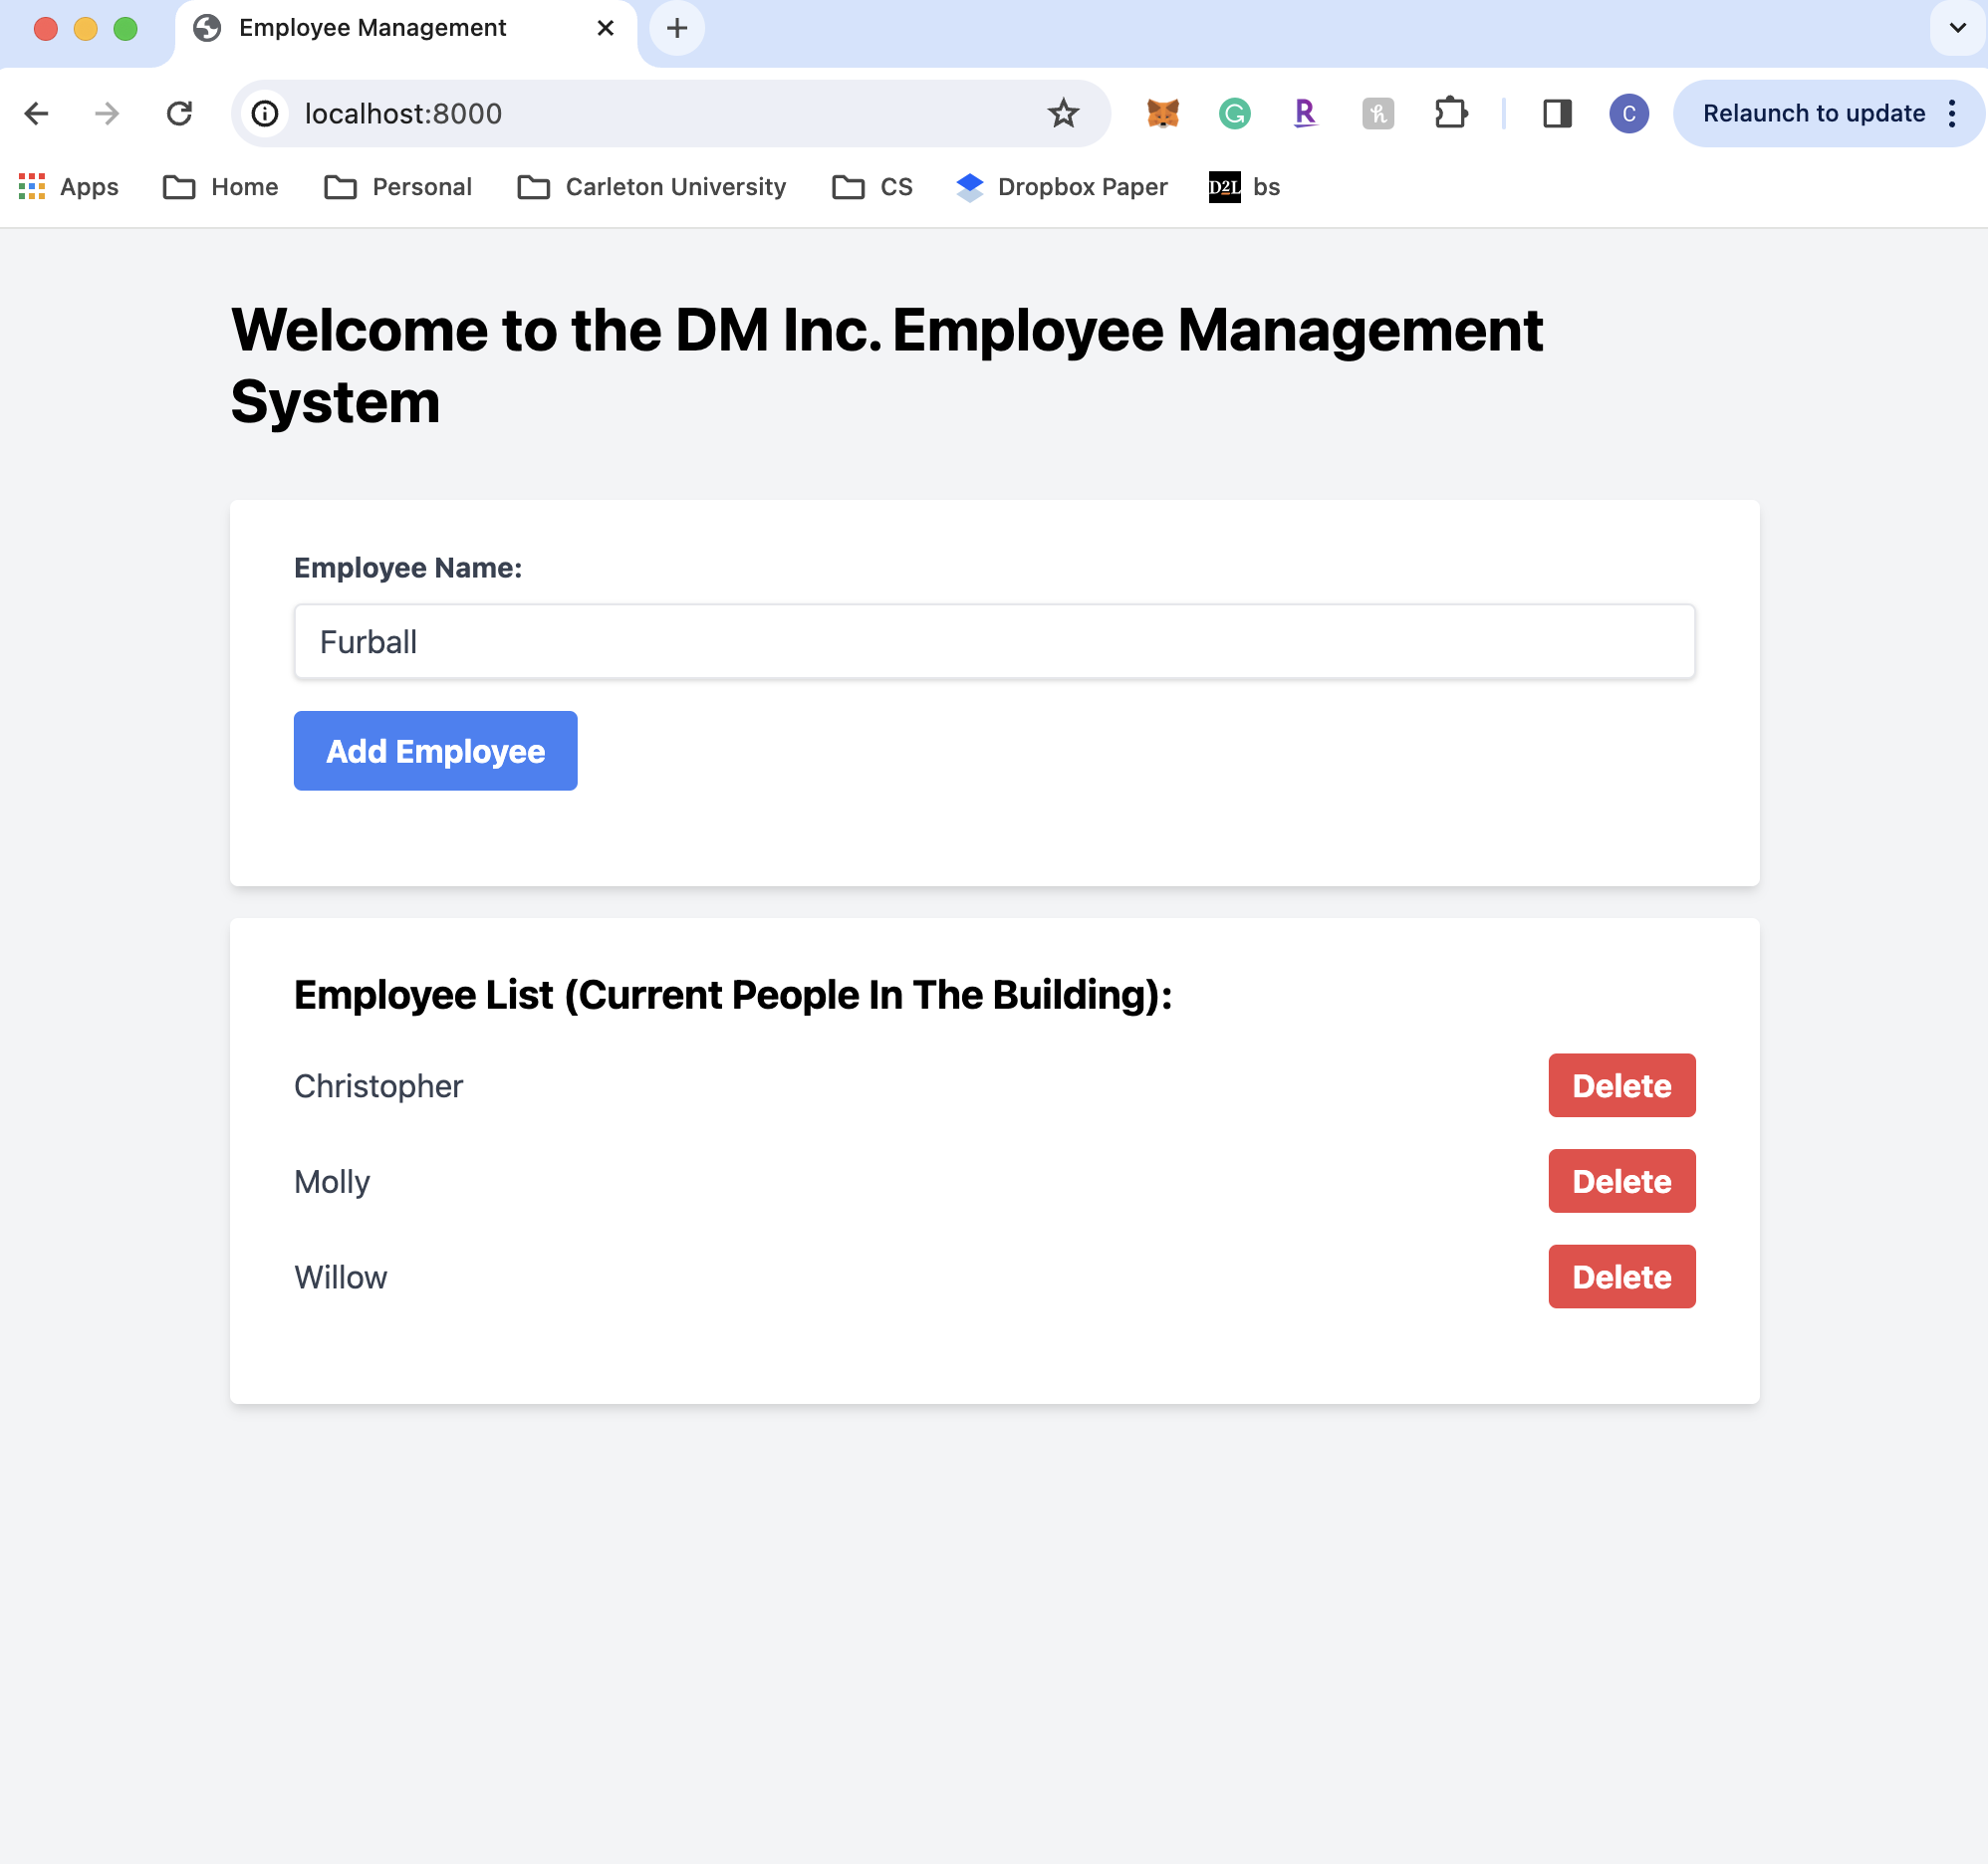 Employee Management
localhost:8000
Relaunch to update
Apps Home Personal Carleton University CS Dropbox Paper D2L bs
Welcome to the DM Inc. Employee Management
System
Employee Name:
Furball
Add Employee
Employee List (Current People In The Building):
Christopher Delete
Molly Delete
Willow Delete